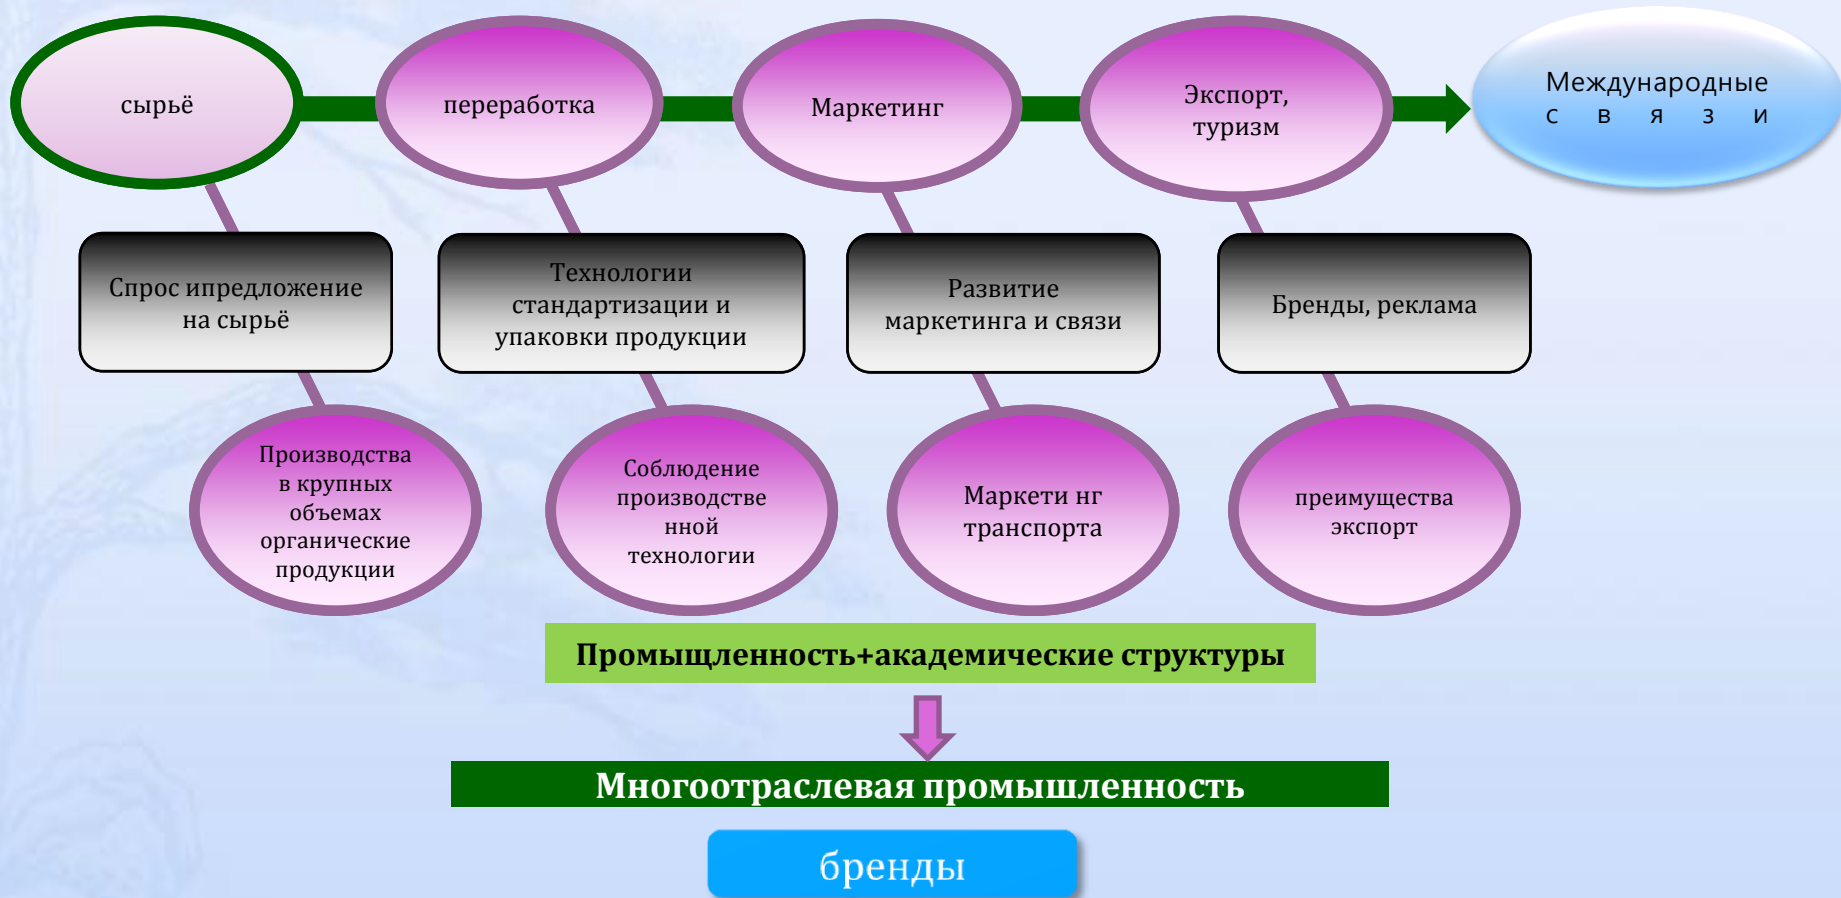 сырьё
переработка
Маркетинг
Экспорт,
туризм
Международные
связи
Спрос ипредложение
на сырьё
Технологии
стандартизации и
упаковки продукции
Развитие
маркетинга и связи
Бренды, реклама
Производства
в крупных
объемах
органические
продукции
Соблюдение
производстве
нной
технологии
Маркети нг
транспорта
преимущества
экспорт
Промыщленность+академические структуры
Многоотраслевая промышленность
бренды